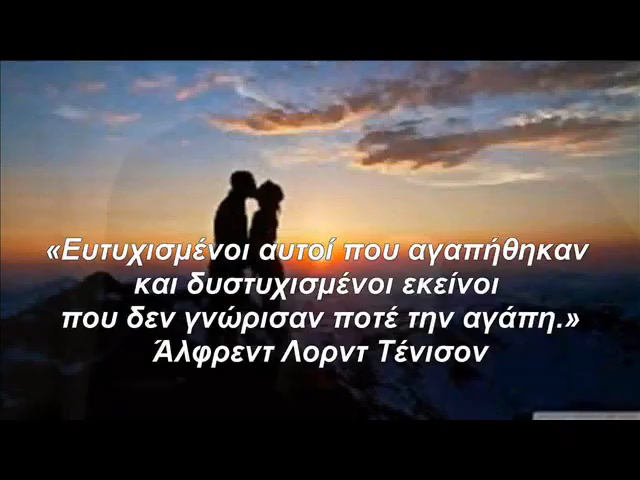 «Ευτυχισμένοι αυτοί που αγαπήθηκαν
και δυστυχισμένοι εκείνοι
που δεν γνώρισαν ποτέ την αγάπη.»
Άλφρεντ Λορντ Τένισον